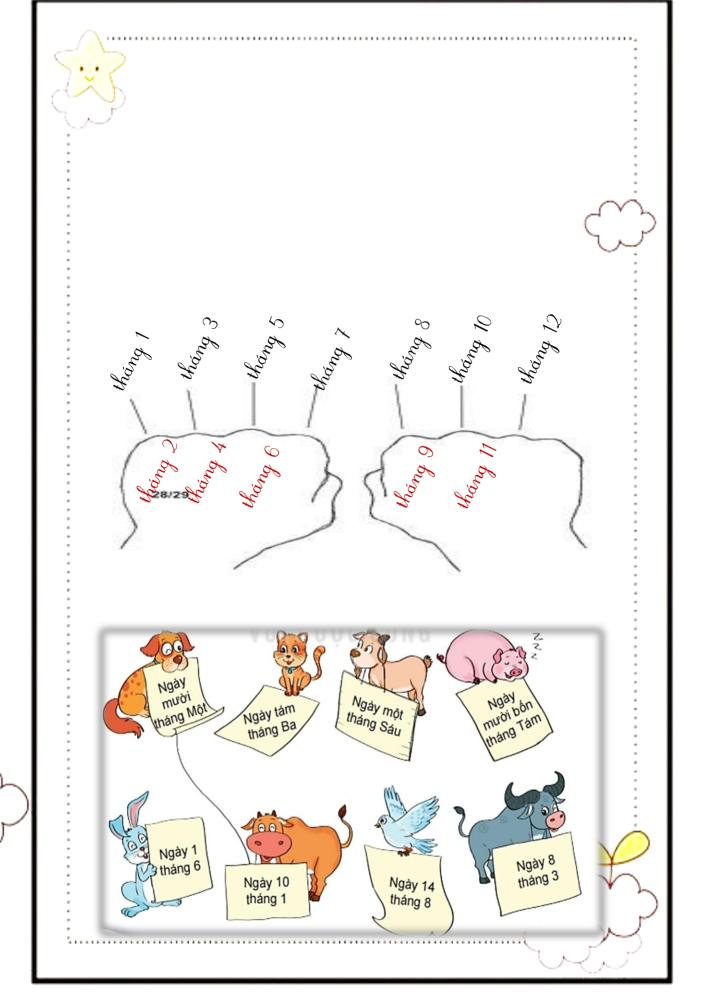 tháng 1
tháng 3
tháng 5
tháng 7
tháng 8
tháng 10
tháng 12
tháng 2
tháng 4
tháng 6
tháng 9
tháng 11
28/29
Ngày
mười
tháng Một
Ngày tám
tháng Ba
Ngày một
tháng Sáu
Ngày
mười bốn
tháng Tám
z
z
z
Ngày 1
tháng 6
Ngày 10
tháng 1
Ngày 14
tháng 8
Ngày 8
tháng 3